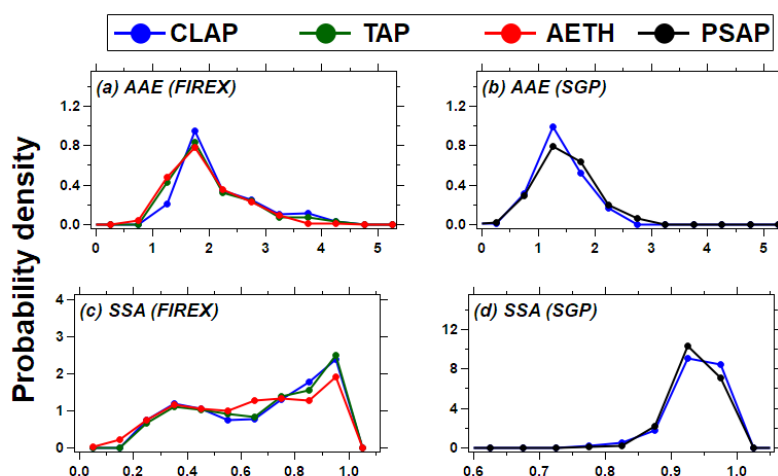 CLAP TAP AETH PSAP
Probability density
(a) AAE (FIREX)
1.2
0.8
0.4
0.0
0 1 2 3 4 5
(b) AAE (SGP)
1.2
0.8
0.4
0.0
0 1 2 3 4 5
(c) SSA (FIREX)
4
3
2
1
0
0.0 0.2 0.4 0.6 0.8 1.0
(d) SSA (SGP)
12
8
4
0
0.6 0.7 0.8 0.9 1.0